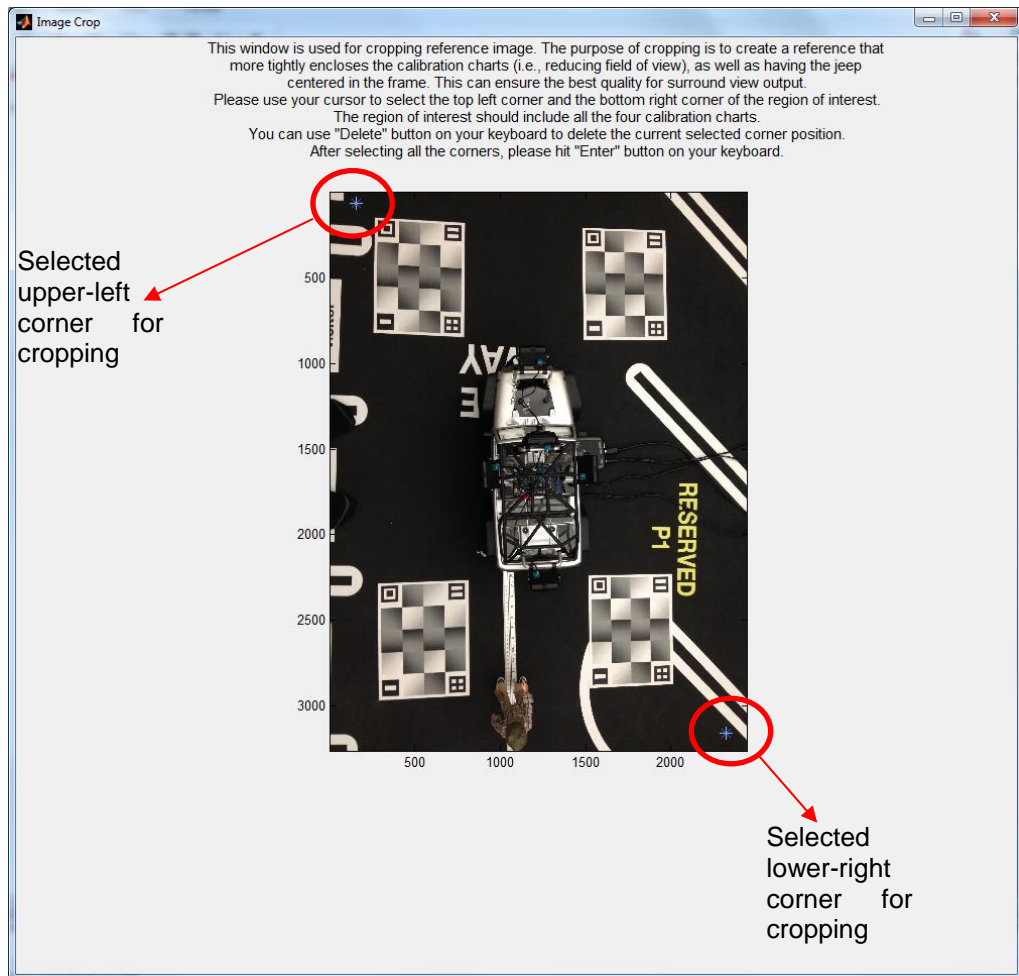 Image Crop
This window is used for cropping reference image. The purpose of cropping is to create a reference that
more tightly encloses the calibration charts (i.e., reducing field of view), as well as having the jeep
centered in the frame. This can ensure the best quality for surround view output.
Please use your cursor to select the top left corner and the bottom right corner of the region of interest.
The region of interest should include all the four calibration charts.
You can use "Delete" button on your keyboard to delete the current selected corner position.
After selecting all the corners, please hit "Enter" button on your keyboard.
Selected
upper-left
corner for
cropping
500
1000
1500
2000
2500
3000
WAY
E
RESERVED
P1
500
1000
1500
2000
Selected
lower-right
corner for
cropping